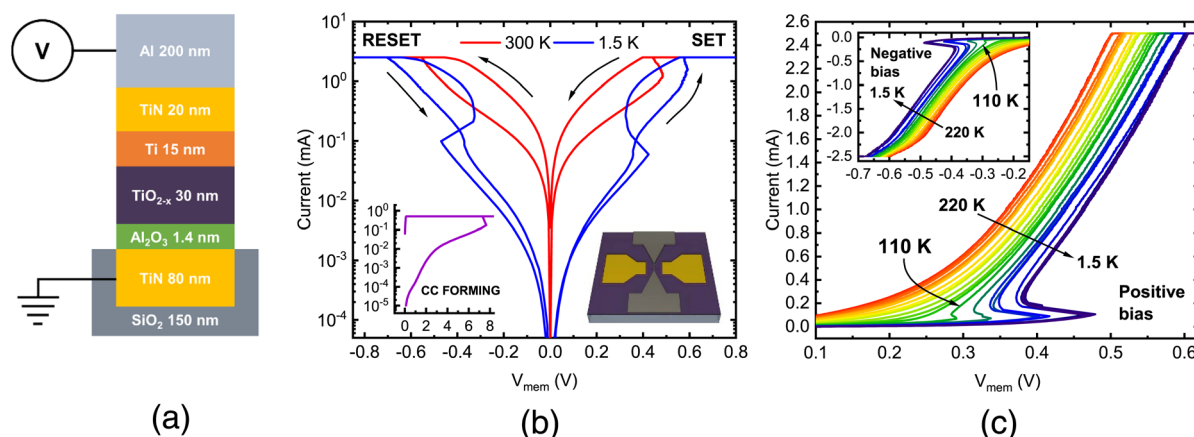 V
Al 200 nm
TiN 20 nm
Ti 15 nm
TiO2-x 30 nm
Al2O3 1.4 nm
TiN 80 nm
SiO2 150 nm
(a)
RESET
300 K
1.5 K
SET
Current (mA)
10^0
10^-1
10^-2
10^-3
10^-4
10^0
10^-1
10^-2
10^-3
10^-4
10^-5
CC FORMING
0 2 4 6 8
-0.8 -0.6 -0.4 -0.2 0.0 0.2 0.4 0.6 0.8
Vmem (V)
(b)
Current (mA)
2.6
2.4
2.2
2.0
1.8
1.6
1.4
1.2
1.0
0.8
0.6
0.4
0.2
0.0
0.0
-0.5
-1.0
-1.5
-2.0
-2.5
Negative
bias
1.5 K
110 K
220 K
-0.7 -0.6 -0.5 -0.4 -0.3 -0.2
220 K
110 K
1.5 K
Positive
bias
0.1 0.2 0.3 0.4 0.5 0.6
Vmem (V)
(c)